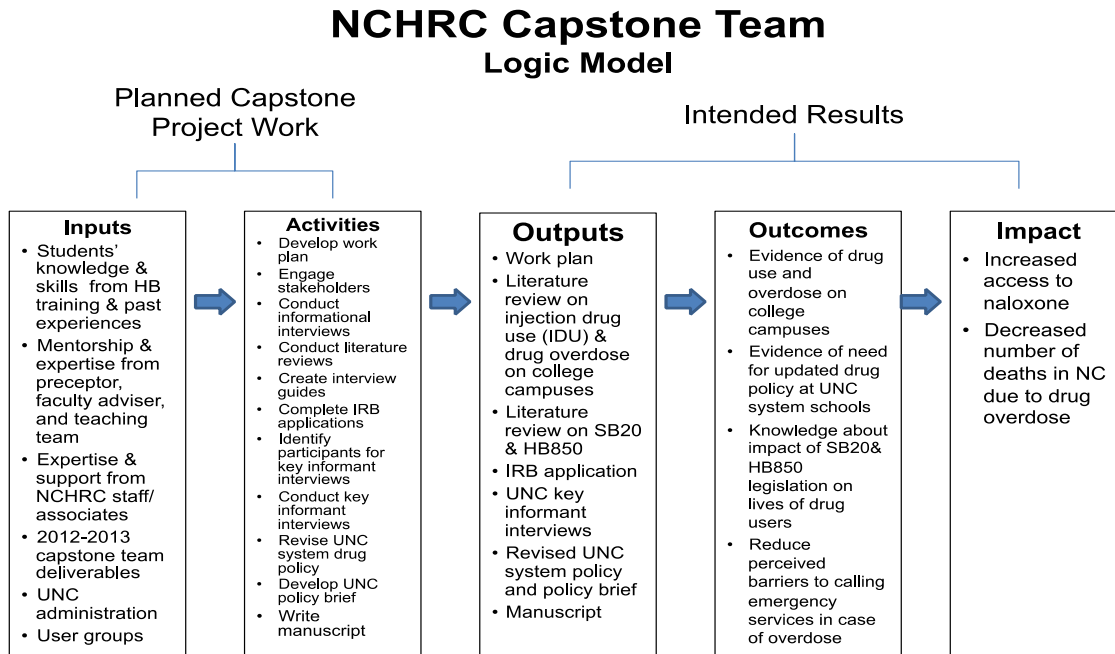 NCHRC Capstone Team
Logic Model
Planned Capstone
Project Work
Intended Results
Inputs
• Students'
knowledge &
skills from HB
training & past
experiences
• Mentorship &
expertise from
preceptor,
faculty adviser,
and teaching
team
• Expertise &
support from
NCHRC staff/
associates
• 2012-2013
capstone team
deliverables
• UNC
administration
• User groups
Activities
• Develop work
plan
• Engage
stakeholders
• Conduct
informational
interviews
• Conduct literature
reviews
• Create interview
guides
• Complete IRB
applications
• Identify
participants for
key informant
interviews
• Conduct key
informant
interviews
• Revise UNC
system drug
policy
• Develop UNC
policy brief
• Write
manuscript
Outputs
• Work plan
• Literature
review on
injection drug
use (IDU) &
drug overdose
on college
campuses
• Literature
review on SB20
& HB850
• IRB application
• UNC key
informant
interviews
• Revised UNC
system policy
and policy brief
• Manuscript
Outcomes
• Evidence of drug
use and
overdose on
college
campuses
• Evidence of need
for updated drug
policy at UNC
system schools
• Knowledge about
impact of SB20&
HB850
legislation on
lives of drug
users
• Reduce
perceived
barriers to calling
emergency
services in case
of overdose
Impact
• Increased
access to
naloxone
• Decreased
number of
deaths in NC
due to drug
overdose